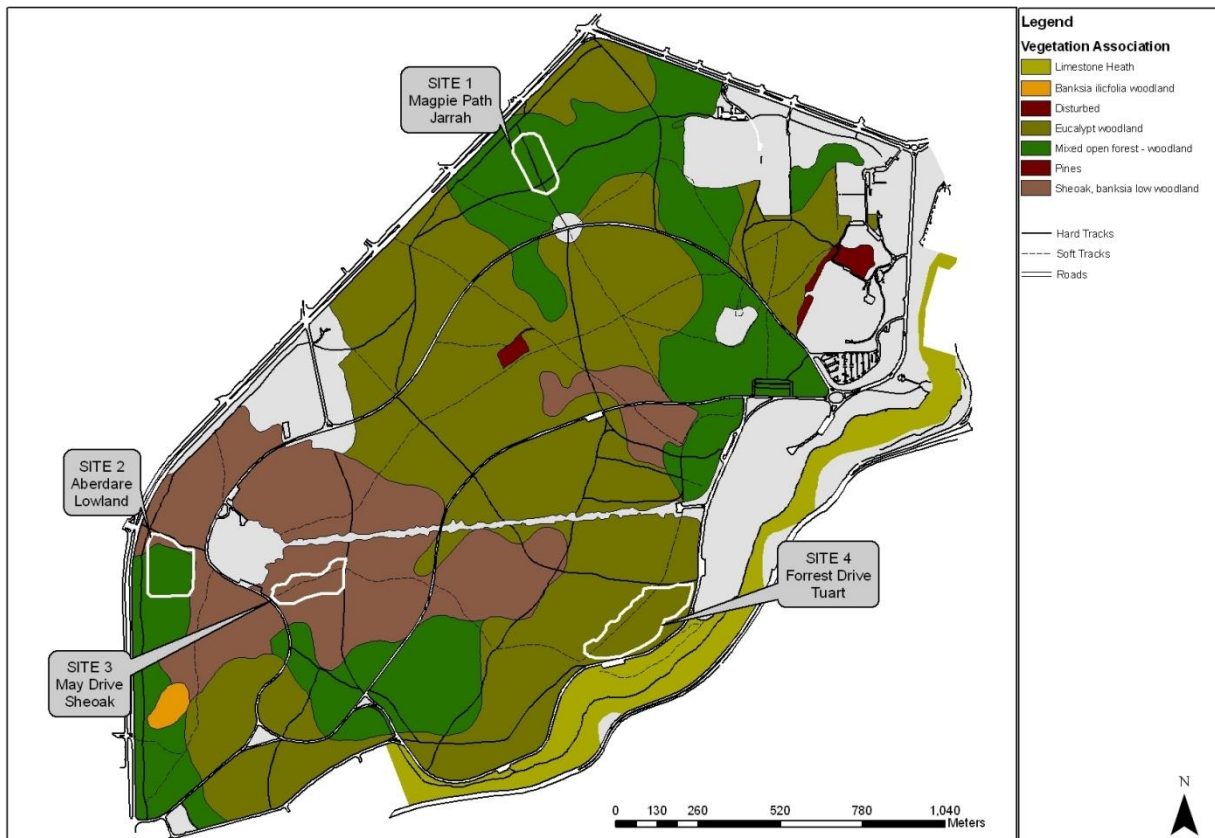 SITE 1
Magpie Path
Jarrah
SITE 2
Aberdare
Lowland
SITE 3
May Drive
Sheoak
SITE 4
Forrest Drive
Tuart
0 130 260 520 780 1,040
Meters
Legend
Vegetation Association
Limestone Heath
Banksia ilicfolia woodland
Disturbed
Eucalypt woodland
Mixed open forest - woodland
Pines
Sheoak, banksia low woodland
Hard Tracks
Soft Tracks
Roads
N